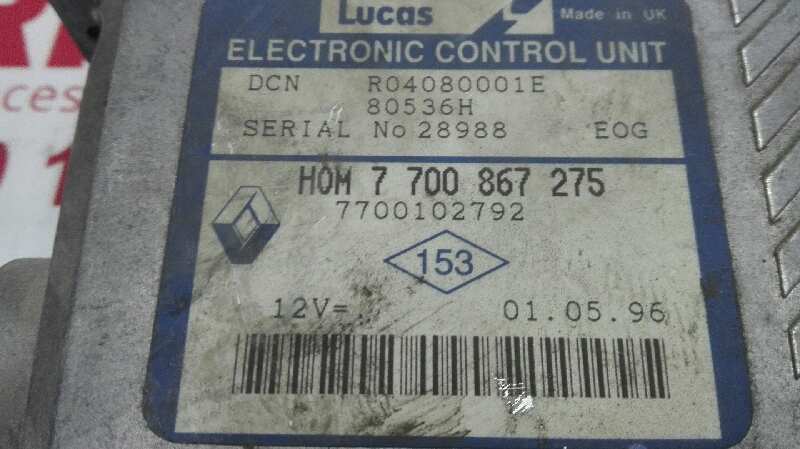 Lucas
Made in UK
ELECTRONIC CONTROL UNIT
DCN R04080001E
80536H
SERIAL No 28988 EOG
HOM 7 700 867 275
7700102792
153
12V=
01.05.96